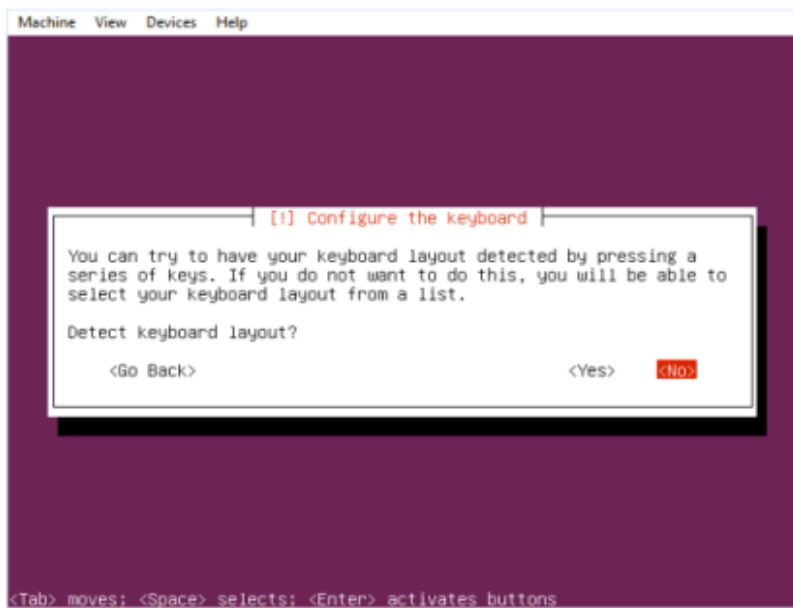 Machine View Devices Help
[!] Configure the keyboard
You can try to have your keyboard layout detected by pressing a
series of keys. If you do not want to do this, you will be able to
select your keyboard layout from a list.
Detect keyboard layout?
<Go Back> <Yes> <No>
<Tab> moves; <Space> selects; <Enter> activates buttons